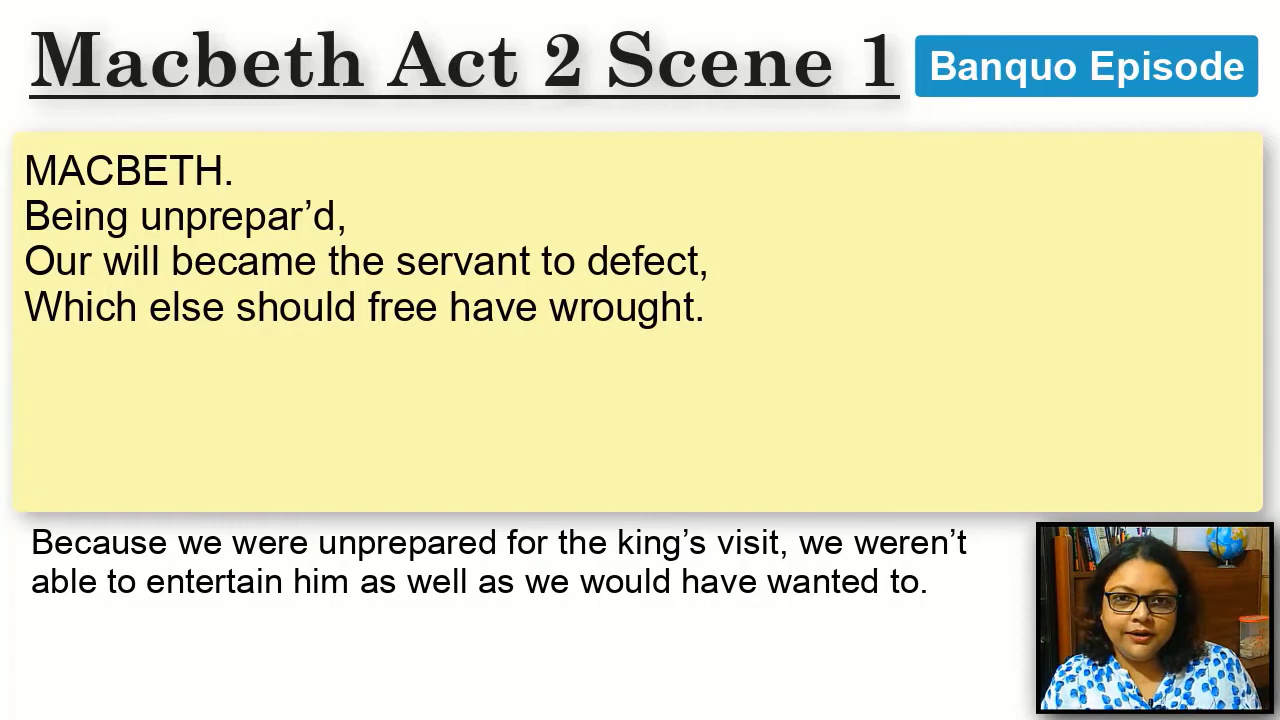 Macbeth Act 2 Scene 1
Banquo Episode
MACBETH.
Being unprepar’d,
Our will became the servant to defect,
Which else should free have wrought.
Because we were unprepared for the king’s visit, we weren’t
able to entertain him as well as we would have wanted to.